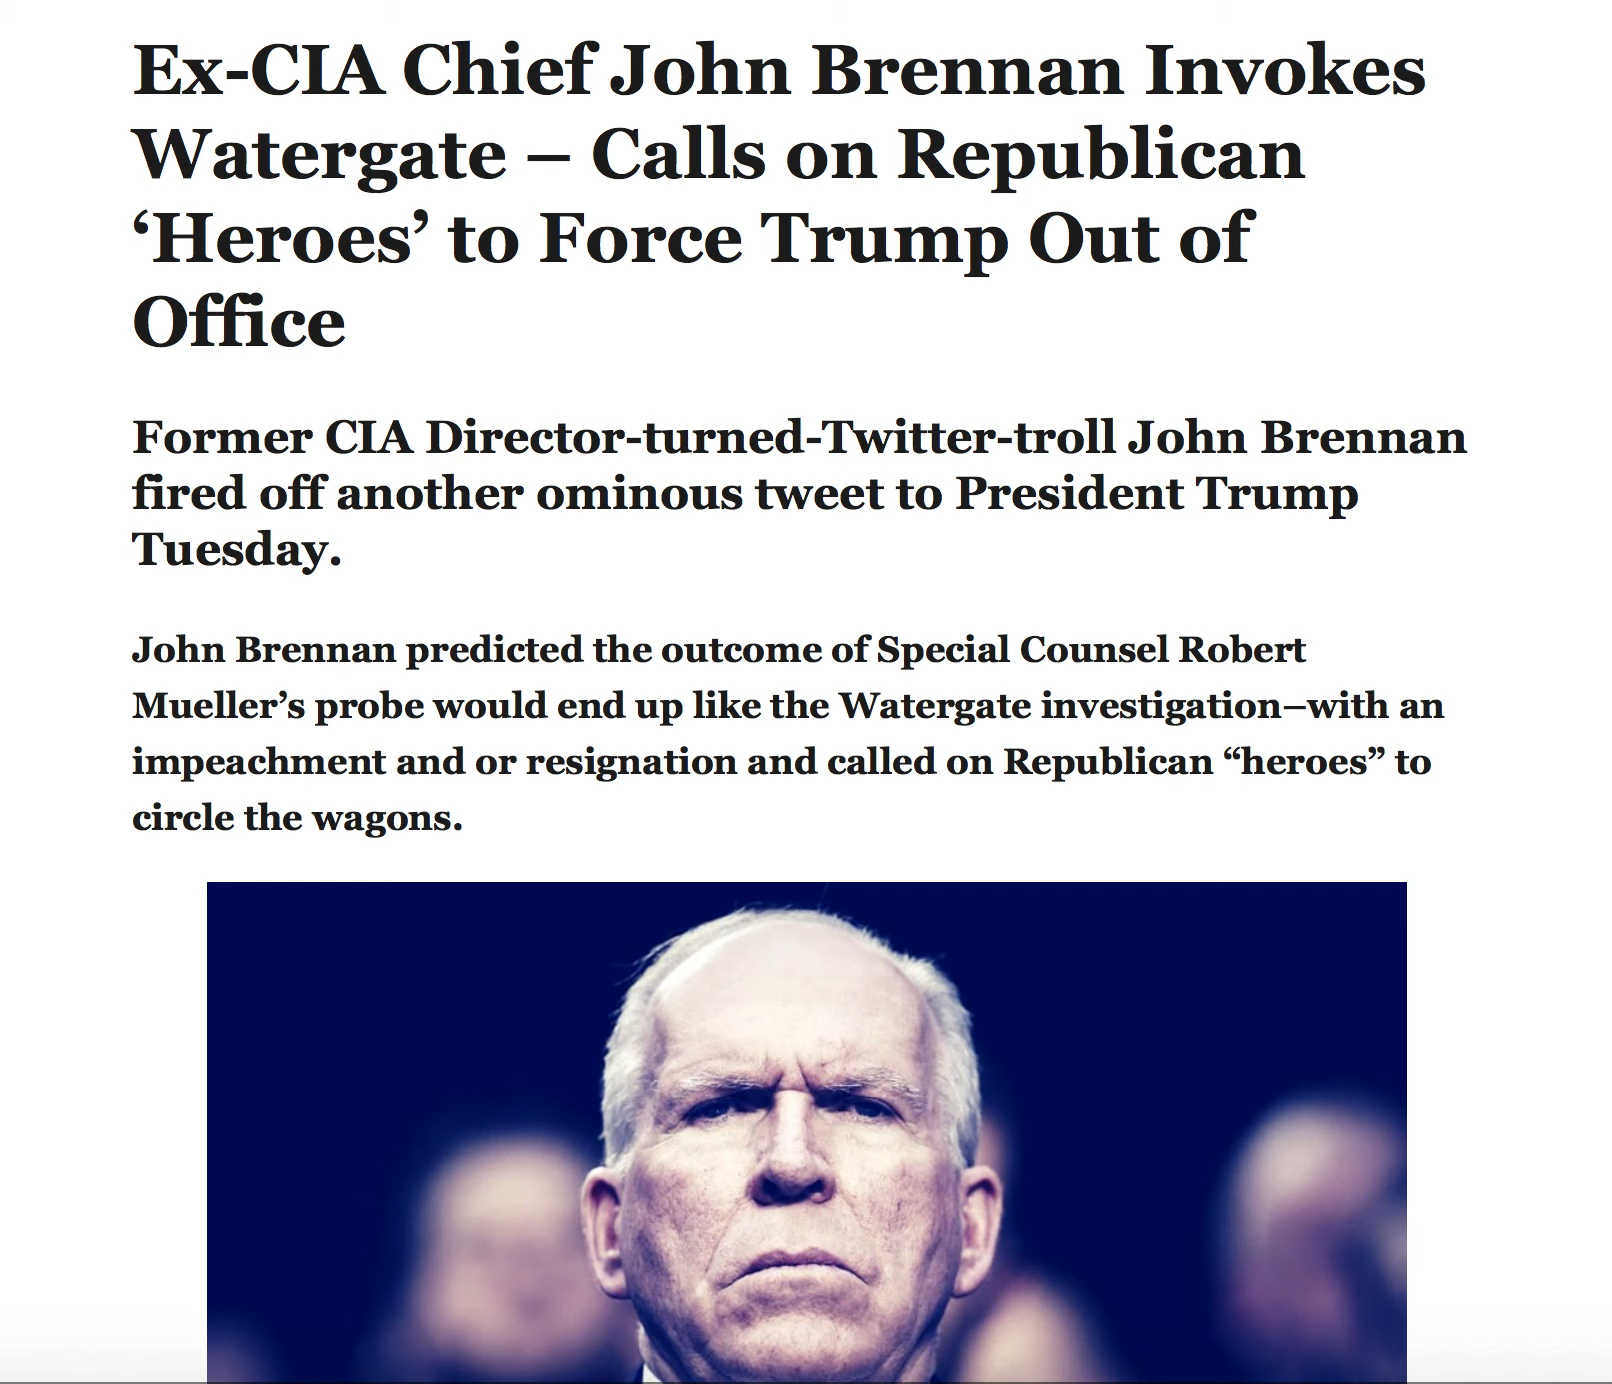 Ex-CIA Chief John Brennan Invokes
Watergate – Calls on Republican
‘Heroes’ to Force Trump Out of
Office
Former CIA Director-turned-Twitter-troll John Brennan
fired off another ominous tweet to President Trump
Tuesday.
John Brennan predicted the outcome of Special Counsel Robert
Mueller’s probe would end up like the Watergate investigation–with an
impeachment and or resignation and called on Republican “heroes” to
circle the wagons.